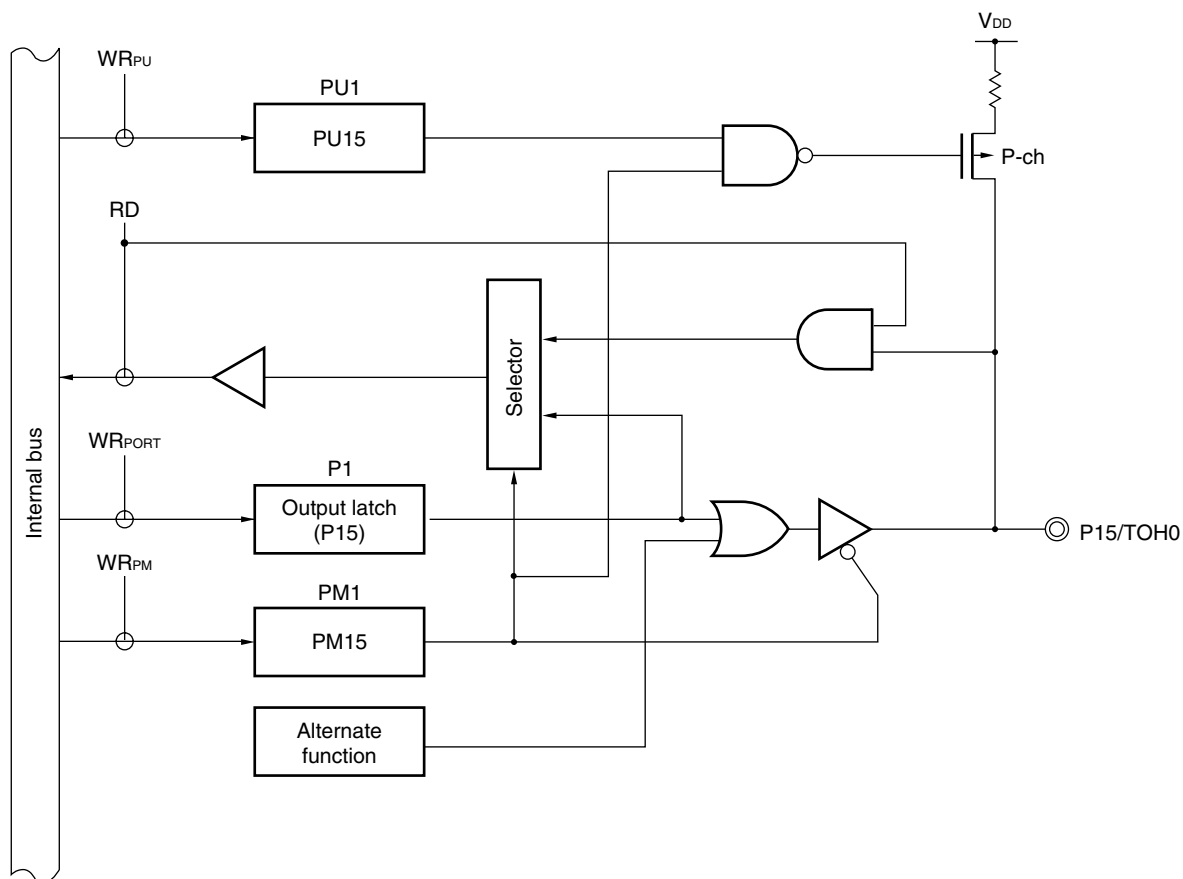 VDD
WRPU
PU1
PU15
P-ch
RD
Selector
Internal bus
WRPORT
P1
Output latch
(P15)
P15/TOH0
WRPM
PM1
PM15
Alternate
function